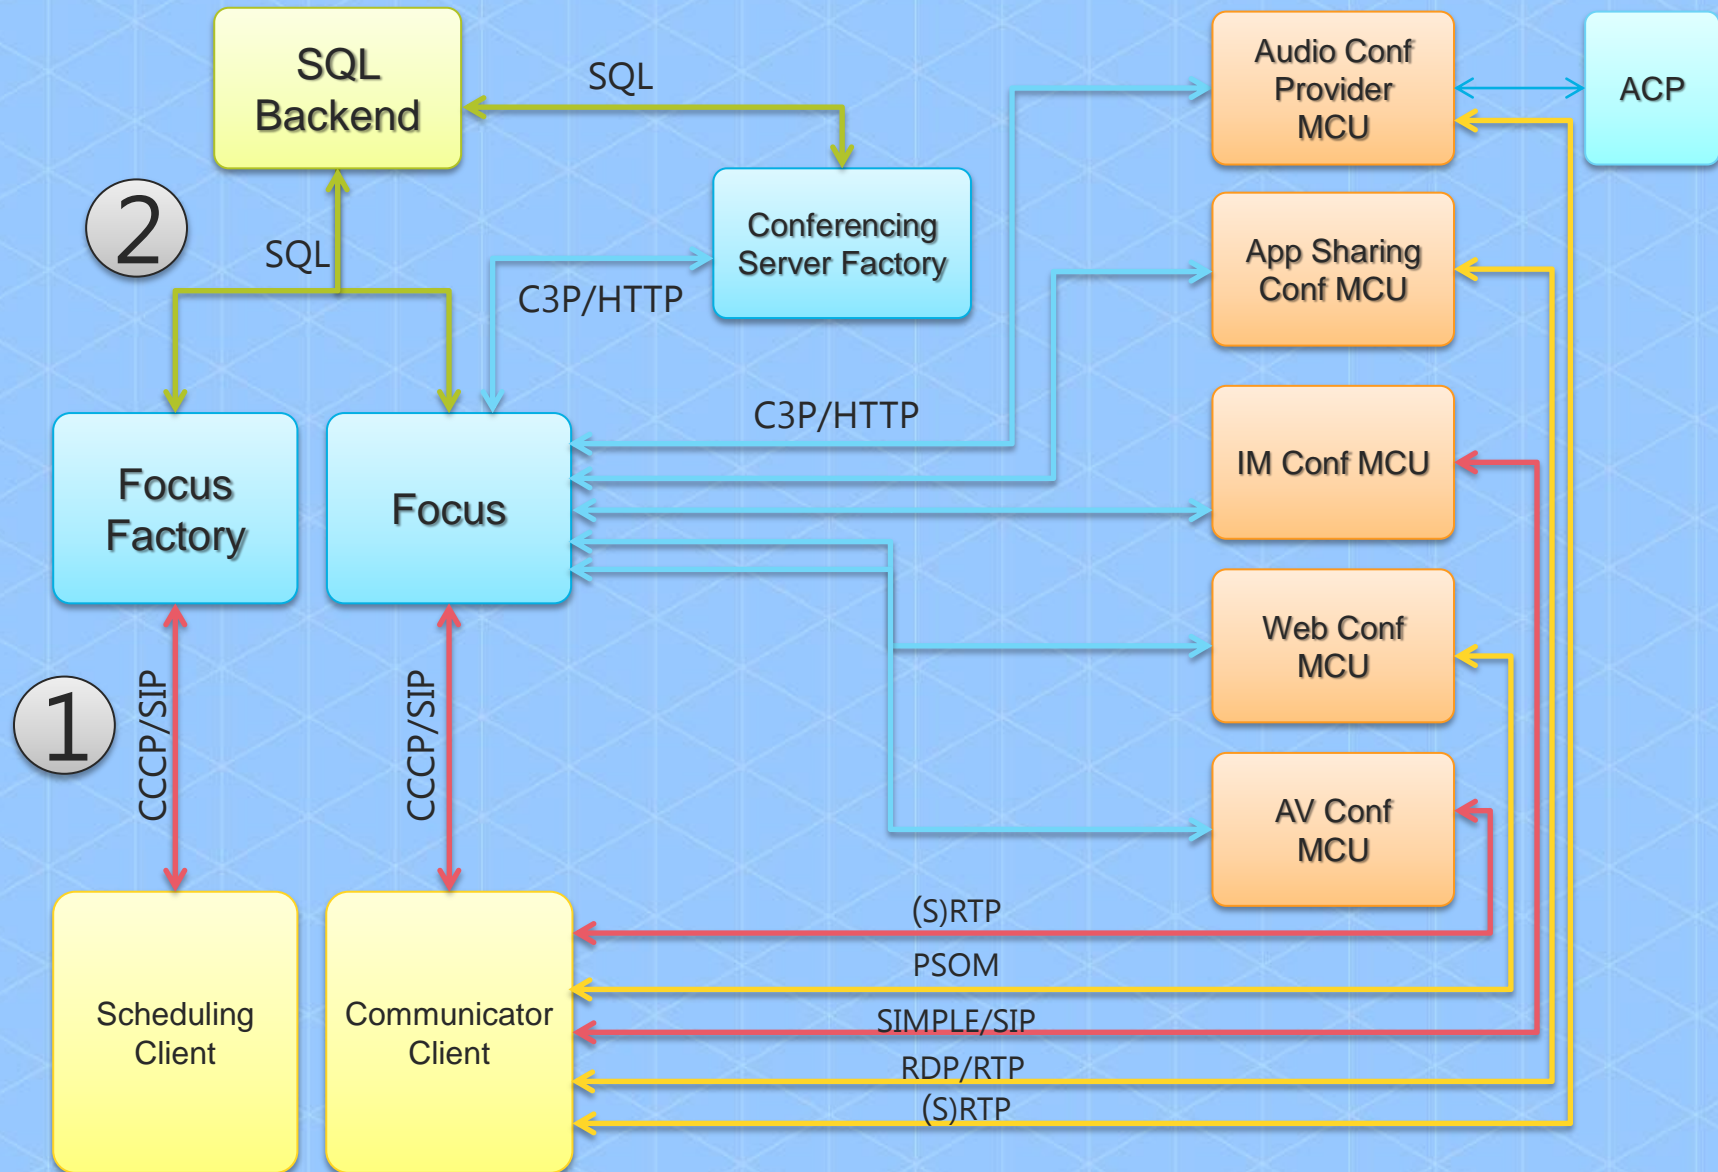 SQL
Backend
SQL
Audio Conf
Provider
MCU
ACP
2
SQL
Conferencing
Server Factory
App Sharing
Conf MCU
C3P/HTTP
C3P/HTTP
Focus
Factory
Focus
IM Conf MCU
Web Conf
MCU
1
CCCP/SIP
CCCP/SIP
AV Conf
MCU
(S)RTP
PSOM
Scheduling
Client
Communicator
Client
SIMPLE/SIP
RDP/RTP
(S)RTP